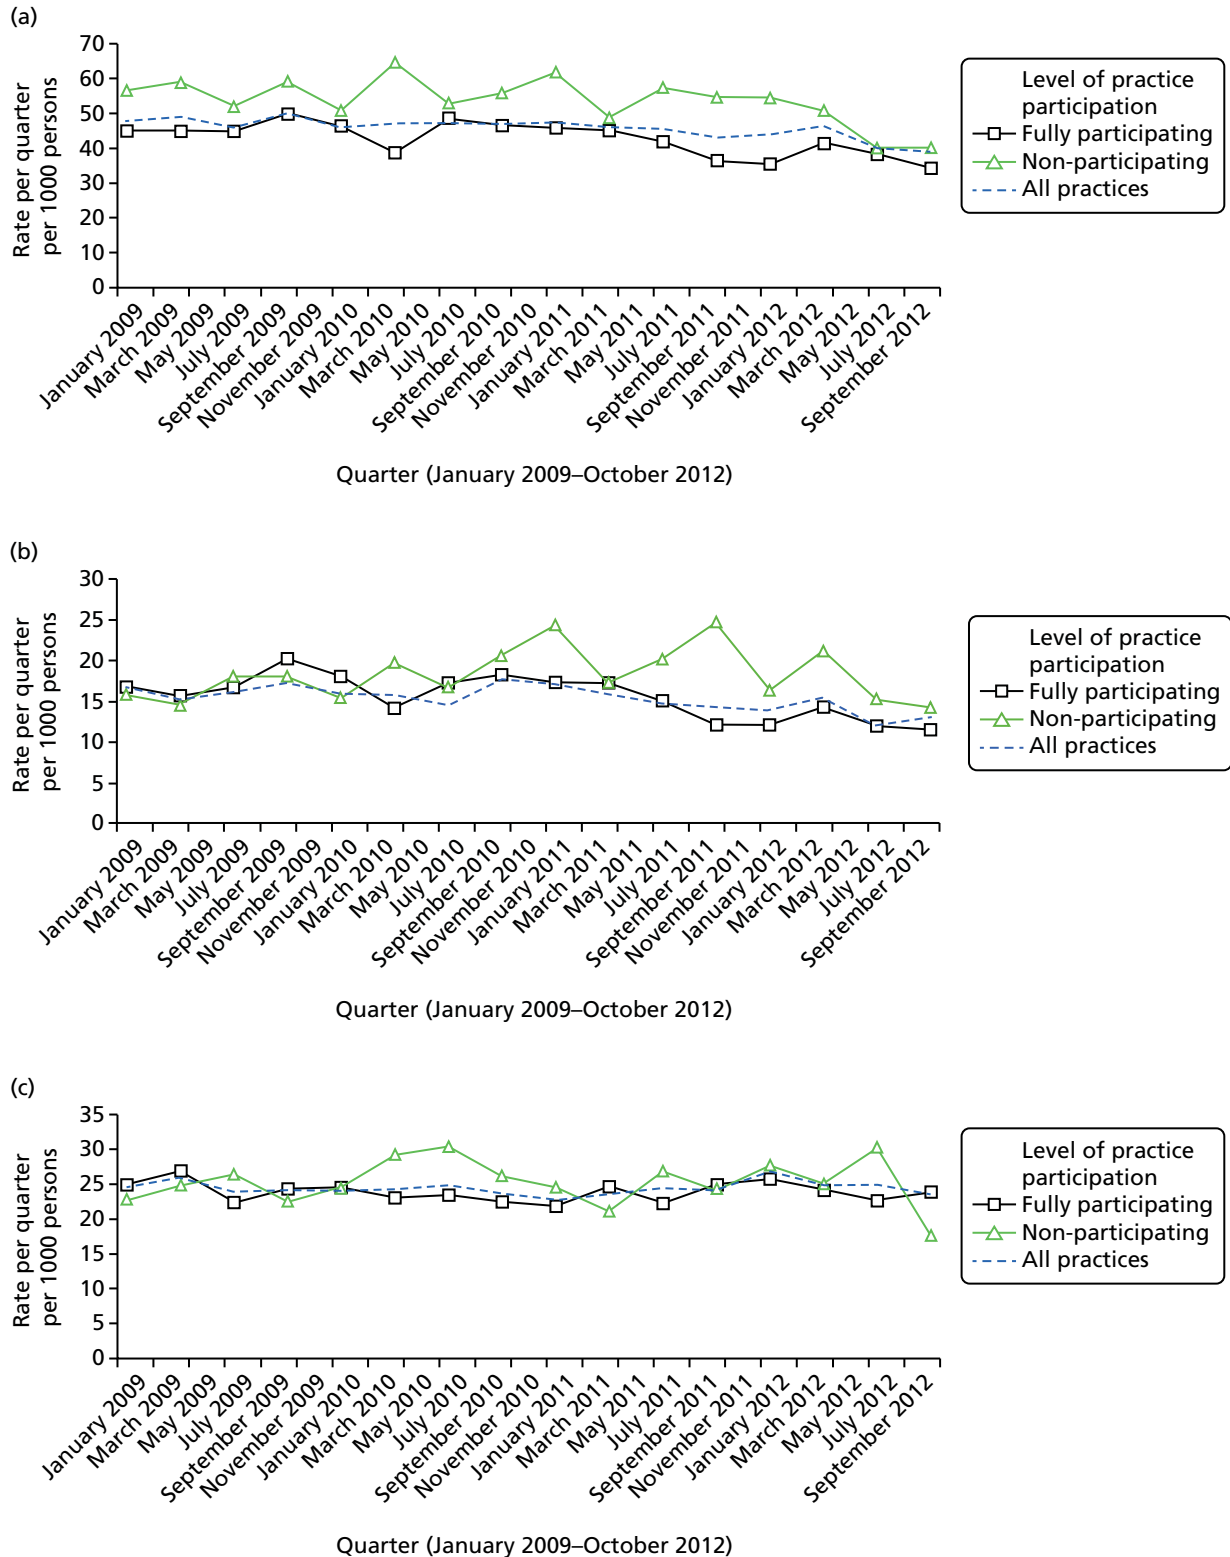 (a)
70
60
50
40
30
20
10
0
Rate per quarter
per 1000 persons
January 2009
March 2009
May 2009
July 2009
September 2009
November 2009
January 2010
March 2010
May 2010
July 2010
September 2010
November 2010
January 2011
March 2011
May 2011
July 2011
September 2011
November 2011
January 2012
March 2012
May 2012
July 2012
September 2012
Quarter (January 2009–October 2012)
Level of practice
participation
Fully participating
Non-participating
All practices
(b)
30
25
20
15
10
5
0
Rate per quarter
per 1000 persons
January 2009
March 2009
May 2009
July 2009
September 2009
November 2009
January 2010
March 2010
May 2010
July 2010
September 2010
November 2010
January 2011
March 2011
May 2011
July 2011
September 2011
November 2011
January 2012
March 2012
May 2012
July 2012
September 2012
Quarter (January 2009–October 2012)
Level of practice
participation
Fully participating
Non-participating
All practices
(c)
35
30
25
20
15
10
5
0
Rate per quarter
per 1000 persons
January 2009
March 2009
May 2009
July 2009
September 2009
November 2009
January 2010
March 2010
May 2010
July 2010
September 2010
November 2010
January 2011
March 2011
May 2011
July 2011
September 2011
November 2011
January 2012
March 2012
May 2012
July 2012
September 2012
Quarter (January 2009–October 2012)
Level of practice
participation
Fully participating
Non-participating
All practices